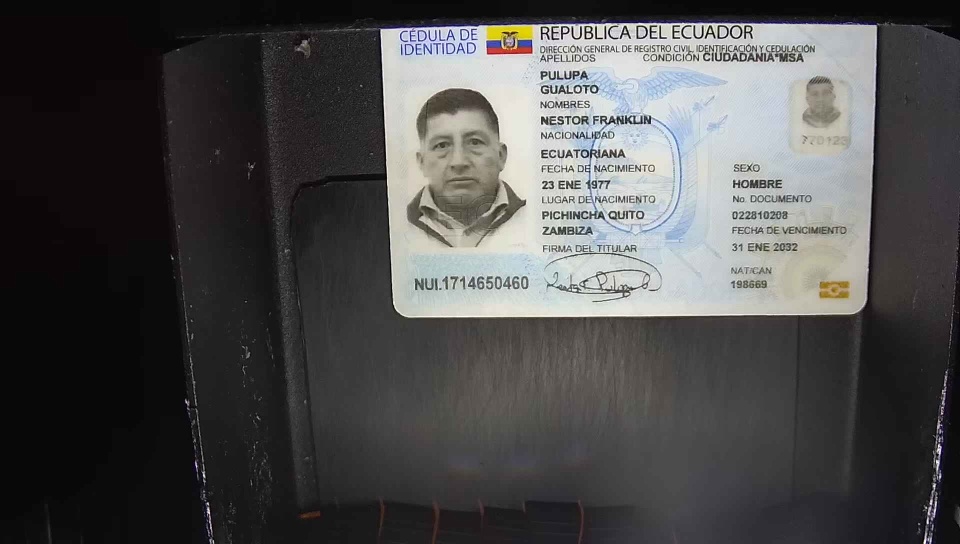 CÉDULA DE
IDENTIDAD
REPÚBLICA DEL ECUADOR
DIRECCIÓN GENERAL DE REGISTRO CIVIL, IDENTIFICACIÓN Y CEDULACIÓN
APELLIDOS CONDICIÓN CIUDADANIA*MSA
PULUPA
GUALOTO
NOMBRES
NESTOR FRANKLIN
NACIONALIDAD
ECUATORIANA
FECHA DE NACIMIENTO
23 ENE 1977
LUGAR DE NACIMIENTO
PICHINCHA QUITO
ZAMBIZA
FIRMA DEL TITULAR
770123
SEXO
HOMBRE
No. DOCUMENTO
022810208
FECHA DE VENCIMIENTO
31 ENE 2032
NAT/CAN
198669
NUI.1714650460